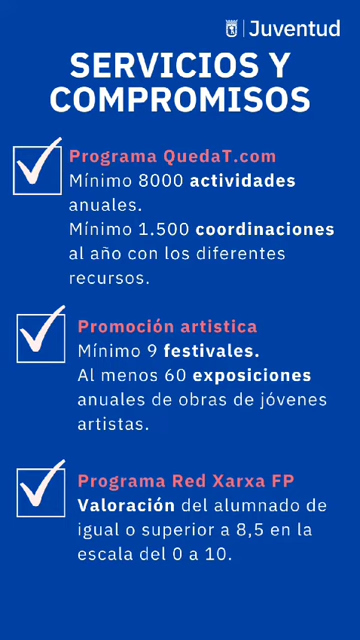 Juventud
SERVICIOS Y
COMPROMISOS
Programa QuedaT.com
Mínimo 8000 actividades
anuales.
Mínimo 1.500 coordinaciones
al año con los diferentes
recursos.
Promoción artistica
Mínimo 9 festivales.
Al menos 60 exposiciones
anuales de obras de jóvenes
artistas.
Programa Red Xarxa FP
Valoración del alumnado de
igual o superior a 8,5 en la
escala del 0 a 10.